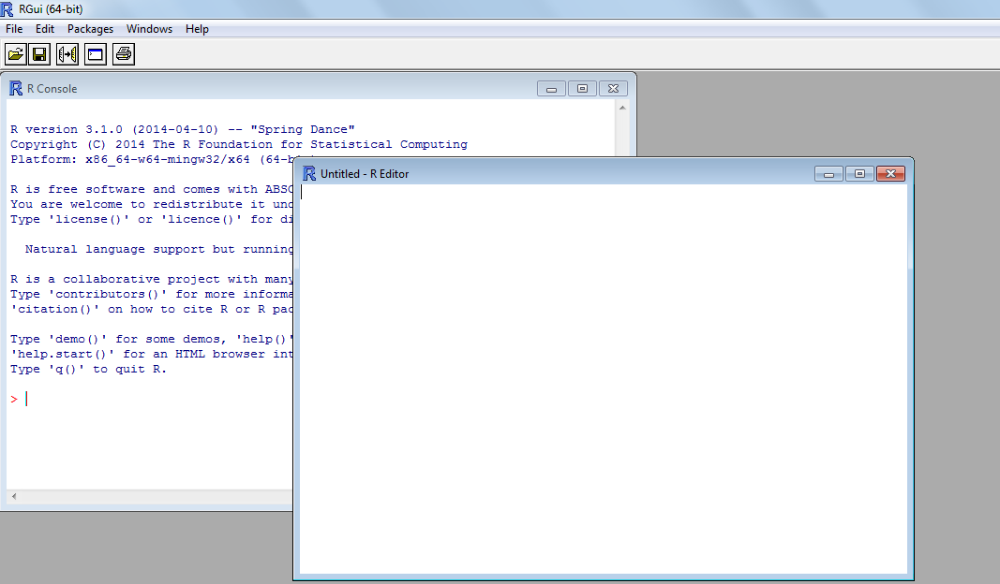 RGui (64-bit)
File Edit Packages Windows Help
R Console
R version 3.1.0 (2014-04-10) -- "Spring Dance"
Copyright (C) 2014 The R Foundation for Statistical Computing
Platform: x86_64-w64-mingw32/x64 (64-bi
Untitled - R Editor
R is free software and comes with ABSO
You are welcome to redistribute it und
Type 'license()' or 'licence()' for di
Natural language support but running
R is a collaborative project with many
Type 'contributors()' for more informa
'citation()' on how to cite R or R pac
Type 'demo()' for some demos, 'help()'
'help.start()' for an HTML browser int
Type 'q()' to quit R.
>